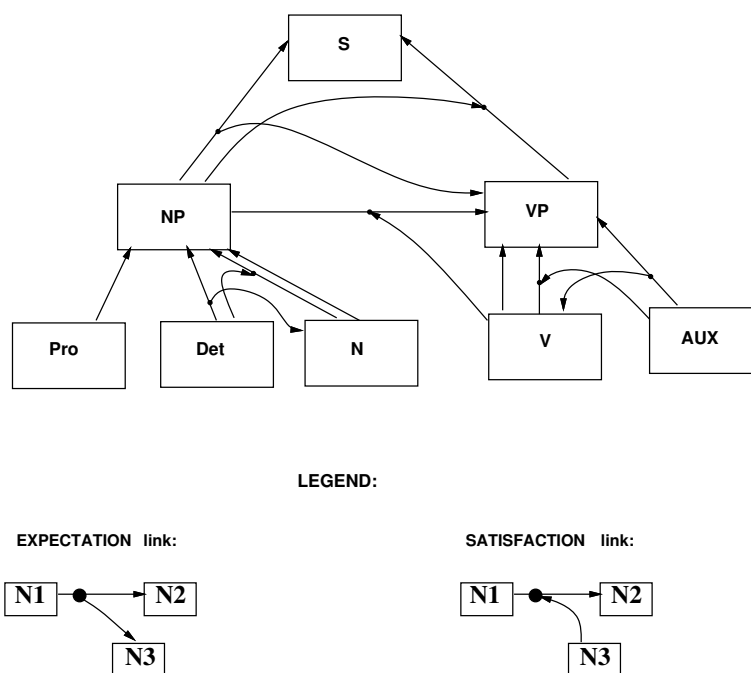 S
NP VP
Pro Det N V AUX
LEGEND:
EXPECTATION link: SATISFACTION link:
N1 N2 N1 N2
N3 N3